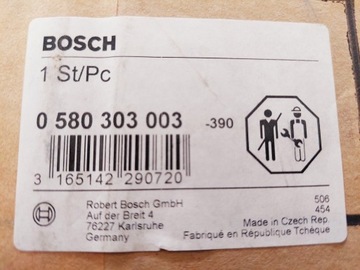 BOSCH
1 St/Pc
0 580 303 003
-390
3 165142 290720
Robert Bosch GmbH
Auf der Breit 4
76227 Karlsruhe
Germany
506
454
Made in Czech Rep.
Fabriqué en République Tchèque